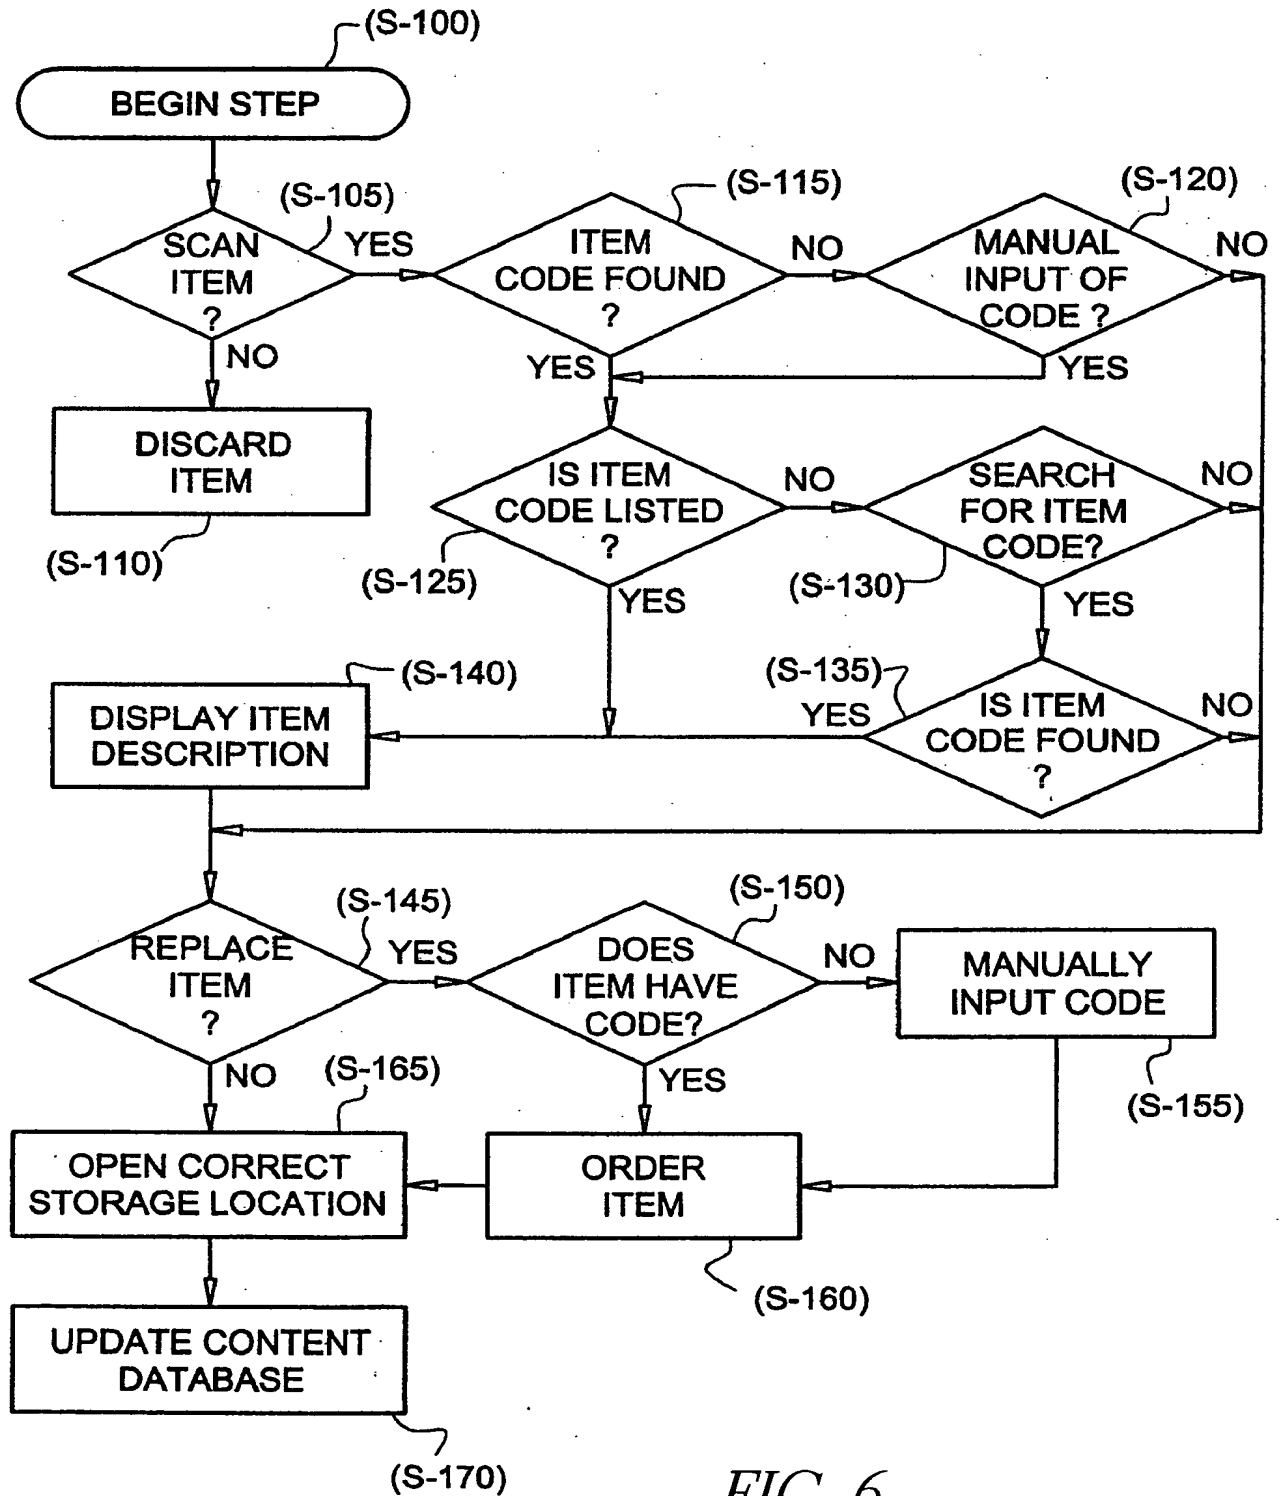 (S-100)
BEGIN STEP
(S-105)
(S-115)
(S-120)
SCAN
ITEM
?
YES
ITEM
CODE FOUND
?
NO
MANUAL
INPUT OF
CODE ?
NO
NO
YES
YES
DISCARD
ITEM
(S-110)
IS ITEM
CODE LISTED
?
NO
SEARCH
FOR ITEM
CODE?
NO
(S-125)
YES
(S-130)
YES
(S-140)
(S-135)
DISPLAY ITEM
DESCRIPTION
YES
IS ITEM
CODE FOUND
?
NO
(S-145)
(S-150)
REPLACE
ITEM
?
YES
DOES
ITEM HAVE
CODE?
NO
MANUALLY
INPUT CODE
NO
(S-165)
YES
(S-155)
OPEN CORRECT
STORAGE LOCATION
ORDER
ITEM
(S-160)
UPDATE CONTENT
DATABASE
(S-170)
FIG. 6